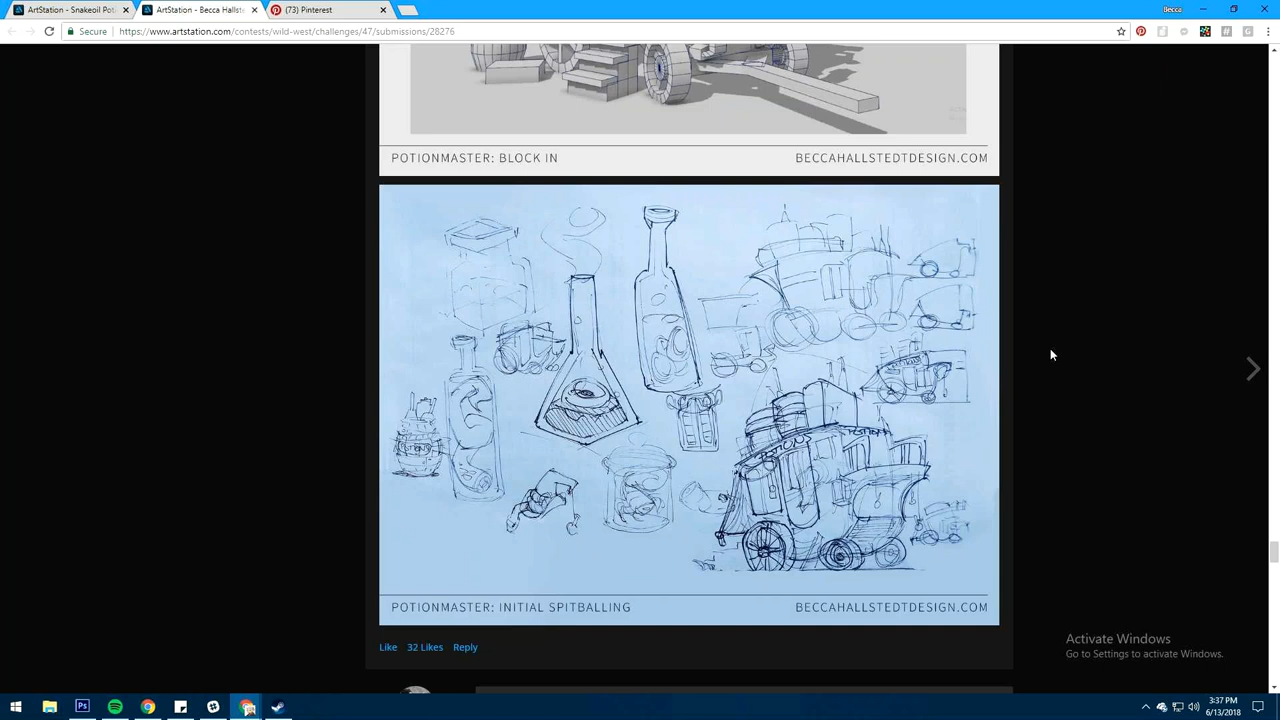 ArtStation - Snakeoil Pot
ArtStation - Becca Hallst
(73) Pinterest
Becca
Secure
https://www.artstation.com/contests/wild-west/challenges/47/submissions/28276
POTIONMASTER: BLOCK IN
BECCAHALLSTEDTDESIGN.COM
POTIONS
POTIONMASTER: INITIAL SPITBALLING
BECCAHALLSTEDTDESIGN.COM
Like
32 Likes
Reply
Activate Windows
Go to Settings to activate Windows.
3:37 PM
6/13/2018